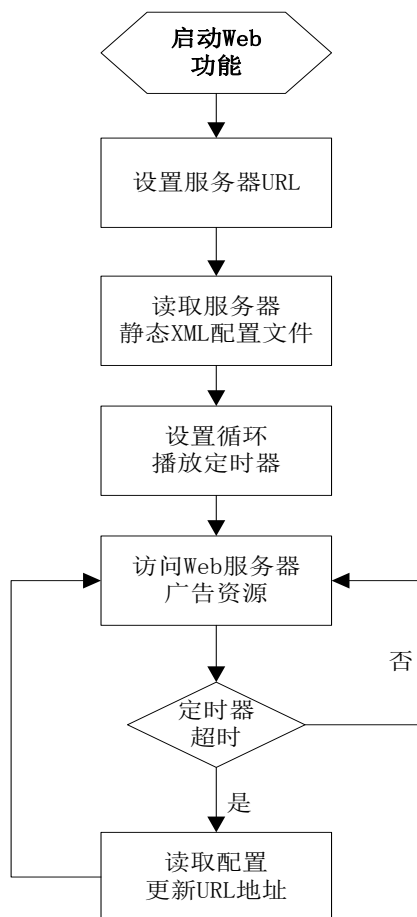 启动Web
功能
设置服务器URL
读取服务器
静态XML配置文件
设置循环
播放定时器
访问Web服务器
广告资源
否
定时器
超时
是
读取配置
更新URL地址